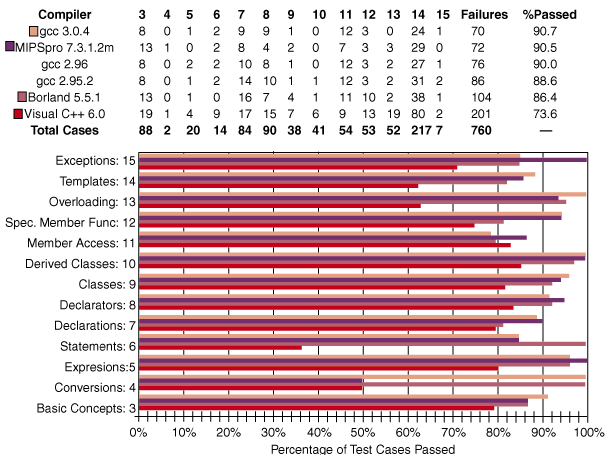 Compiler 3 4 5 6 7 8 9 10 11 12 13 14 15 Failures %Passed
gcc 3.0.4 8 0 1 2 9 9 1 0 12 3 0 24 1 70 90.7
MIPSpro 7.3.1.2m 13 1 0 2 8 4 2 0 7 3 3 29 0 72 90.5
gcc 2.96 8 0 2 2 10 8 1 0 12 3 2 27 1 76 90.0
gcc 2.95.2 8 0 1 2 14 10 1 1 12 3 2 31 2 86 88.6
Borland 5.5.1 13 0 1 0 16 7 4 1 11 10 2 38 1 104 86.4
Visual C++ 6.0 19 1 4 9 17 15 7 6 9 13 19 80 2 201 73.6
Total Cases 88 2 20 14 84 90 38 41 54 53 52 217 7 760 —
Exceptions: 15
Templates: 14
Overloading: 13
Spec. Member Func: 12
Member Access: 11
Derived Classes: 10
Classes: 9
Declarators: 8
Declarations: 7
Statements: 6
Expresions:5
Conversions: 4
Basic Concepts: 3
0% 10% 20% 30% 40% 50% 60% 70% 80% 90% 100%
Percentage of Test Cases Passed